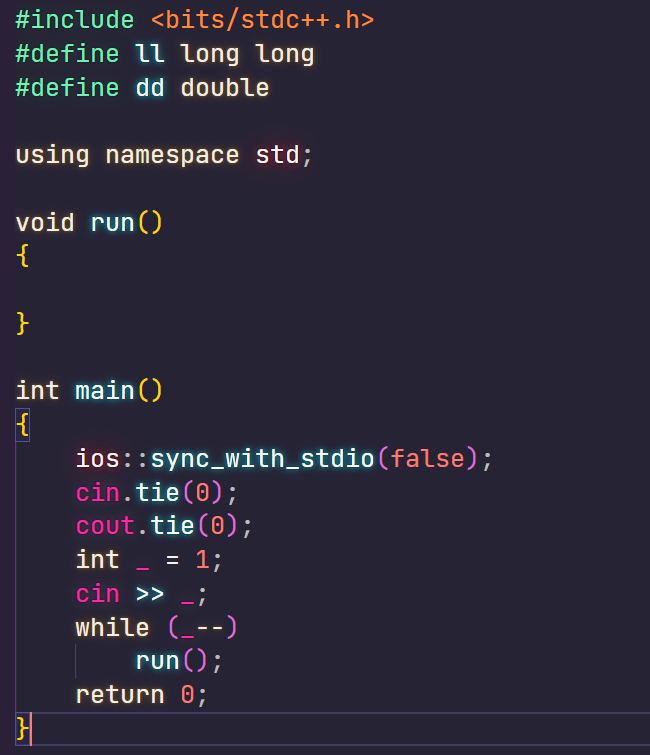 #include <bits/stdc++.h>
#define ll long long
#define dd double
using namespace std;
void run()
{
}
int main()
{
    ios::sync_with_stdio(false);
    cin.tie(0);
    cout.tie(0);
    int _ = 1;
    cin >> _;
    while (_--)
        run();
    return 0;
}